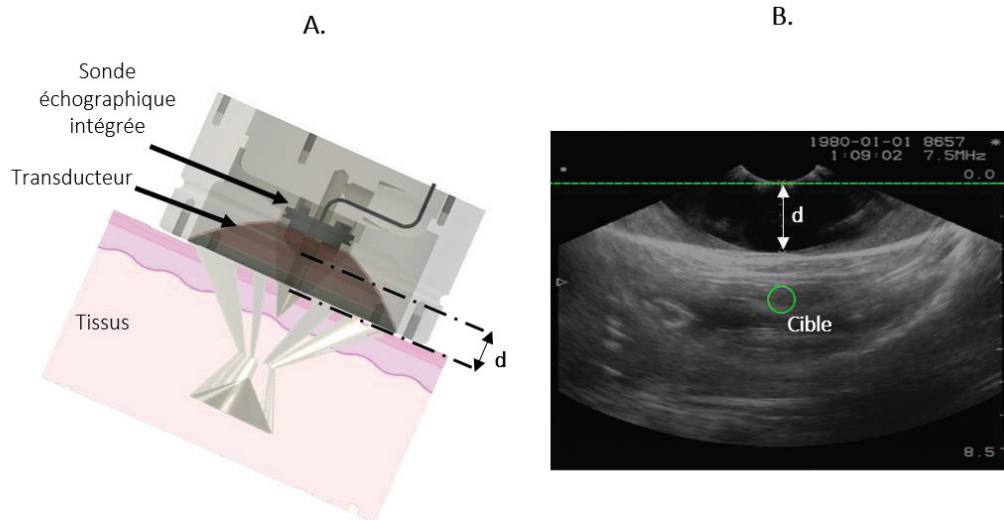 A.
Sonde
échographique
intégrée
Transducteur
Tissus
d
B.
1980-01-01 8657 *
1:09:02 7.5MHz
0.0
d
Cible
8.5